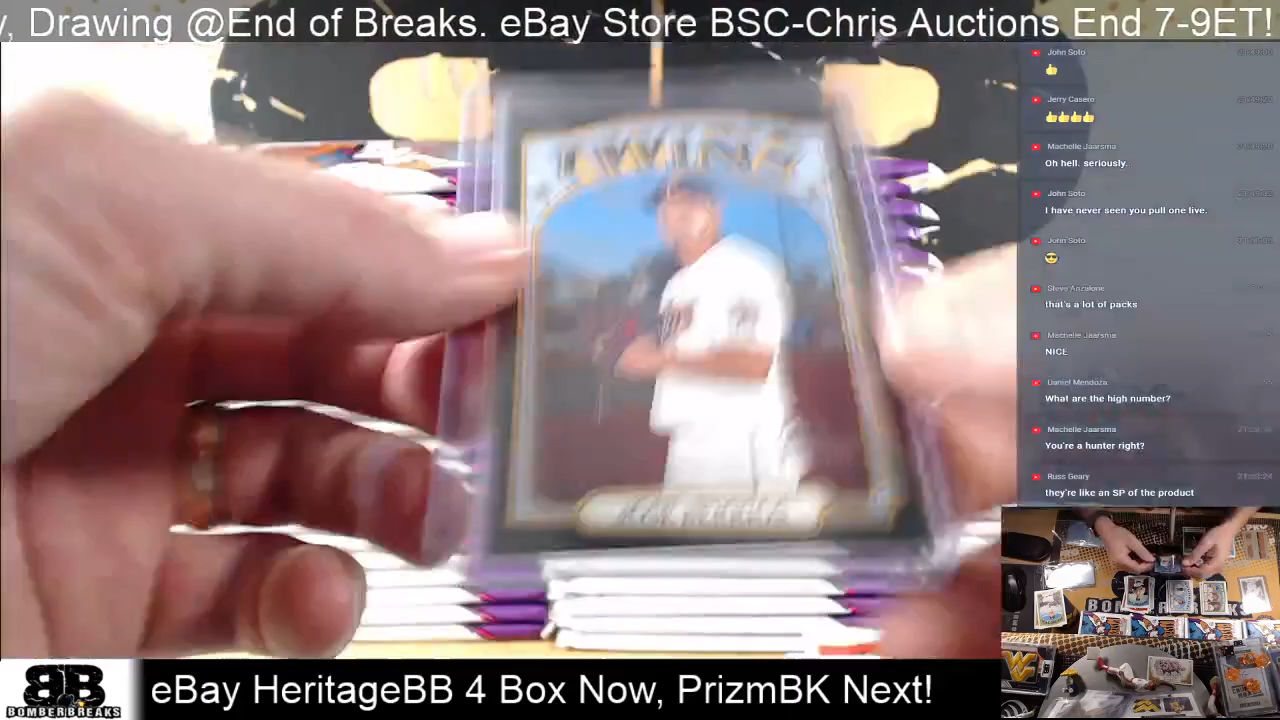 , Drawing @End of Breaks. eBay Store BSC-Chris Auctions End 7-9ET!
John Soto
Jerry Casero
Machelle Jaarsma
Oh hell. seriously.
John Soto
I have never seen you pull one live.
John Soto
Steve Anzalone
that's a lot of packs
Machelle Jaarsma
NICE
Daniel Mendoza
What are the high number?
Machelle Jaarsma
You're a hunter right?
Russ Geary
they're like an SP of the product
TWINS
BOMBERBREAKS
eBay HeritageBB 4 Box Now, PrizmBK Next!